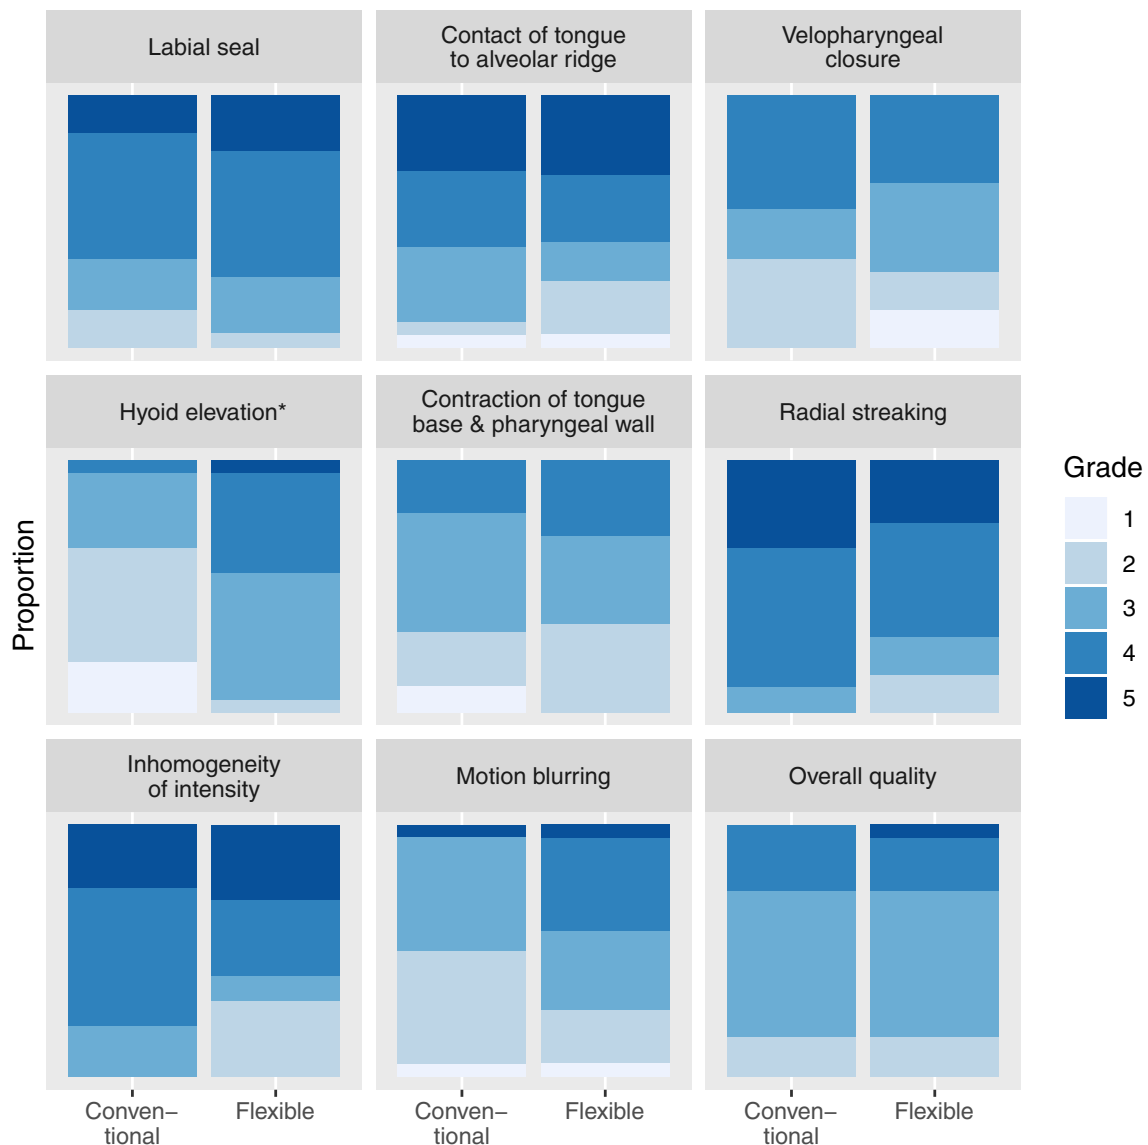 Labial seal
Contact of tongue
to alveolar ridge
Velopharyngeal
closure
Hyoid elevation*
Contraction of tongue
base & pharyngeal wall
Radial streaking
Inhomogeneity
of intensity
Motion blurring
Overall quality
Proportion
Conven−
tional
Flexible
Conven−
tional
Flexible
Conven−
tional
Flexible
Grade
1
2
3
4
5